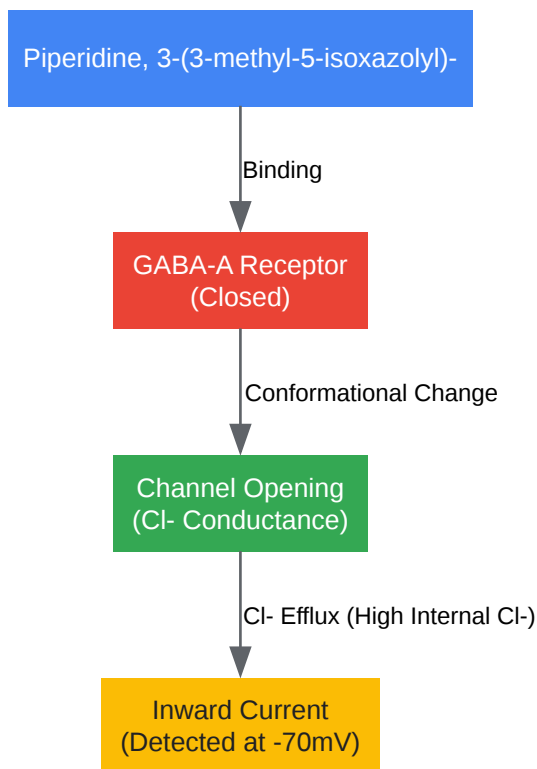 Piperidine, 3-(3-methyl-5-isoxazolyl)-
Binding
GABA-A Receptor
(Closed)
Conformational Change
Channel Opening
(Cl- Conductance)
Cl- Efflux (High Internal Cl-)
Inward Current
(Detected at -70mV)